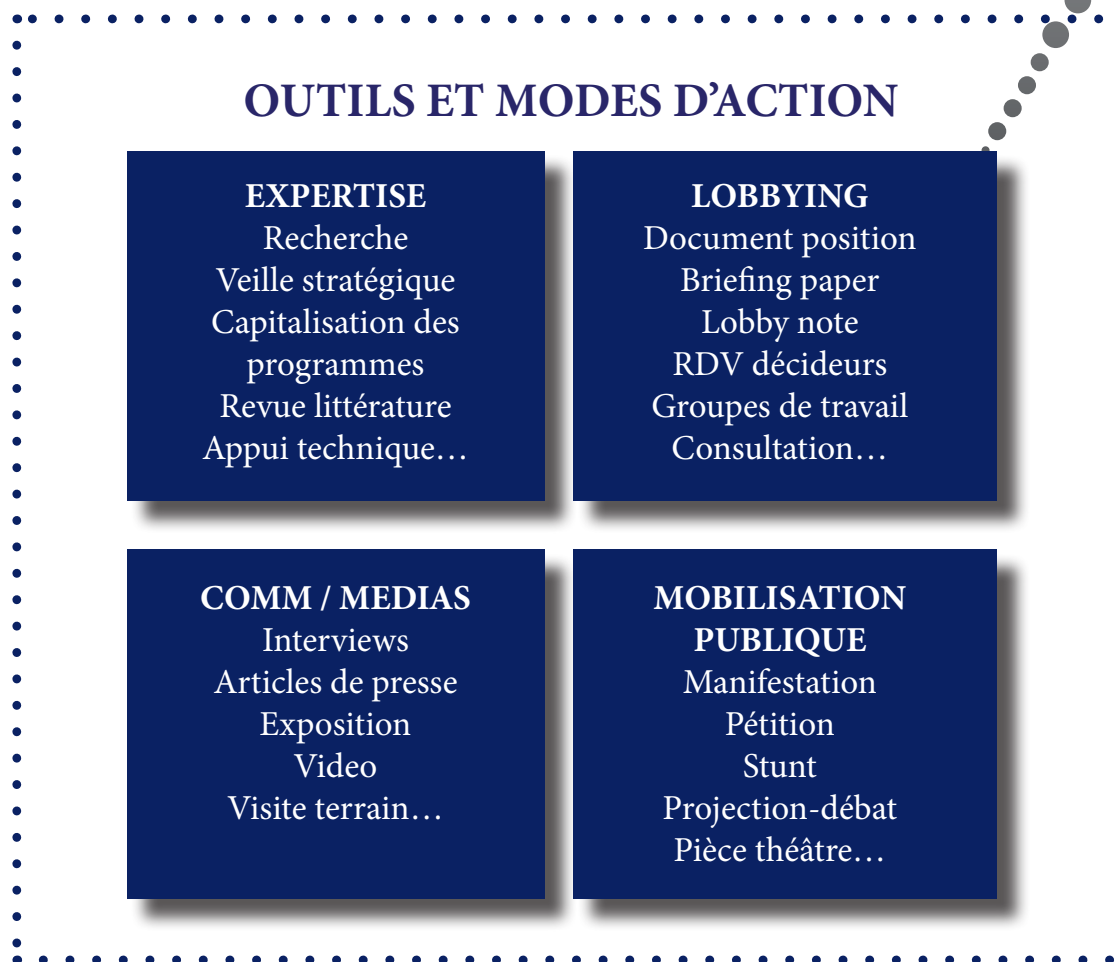 OUTILS ET MODES D’ACTION
EXPERTISE
Recherche
Veille stratégique
Capitalisation des
programmes
Revue littérature
Appui technique…
LOBBYING
Document position
Briefing paper
Lobby note
RDV décideurs
Groupes de travail
Consultation…
COMM / MEDIAS
Interviews
Articles de presse
Exposition
Video
Visite terrain…
MOBILISATION
PUBLIQUE
Manifestation
Pétition
Stunt
Projection-débat
Pièce théâtre…